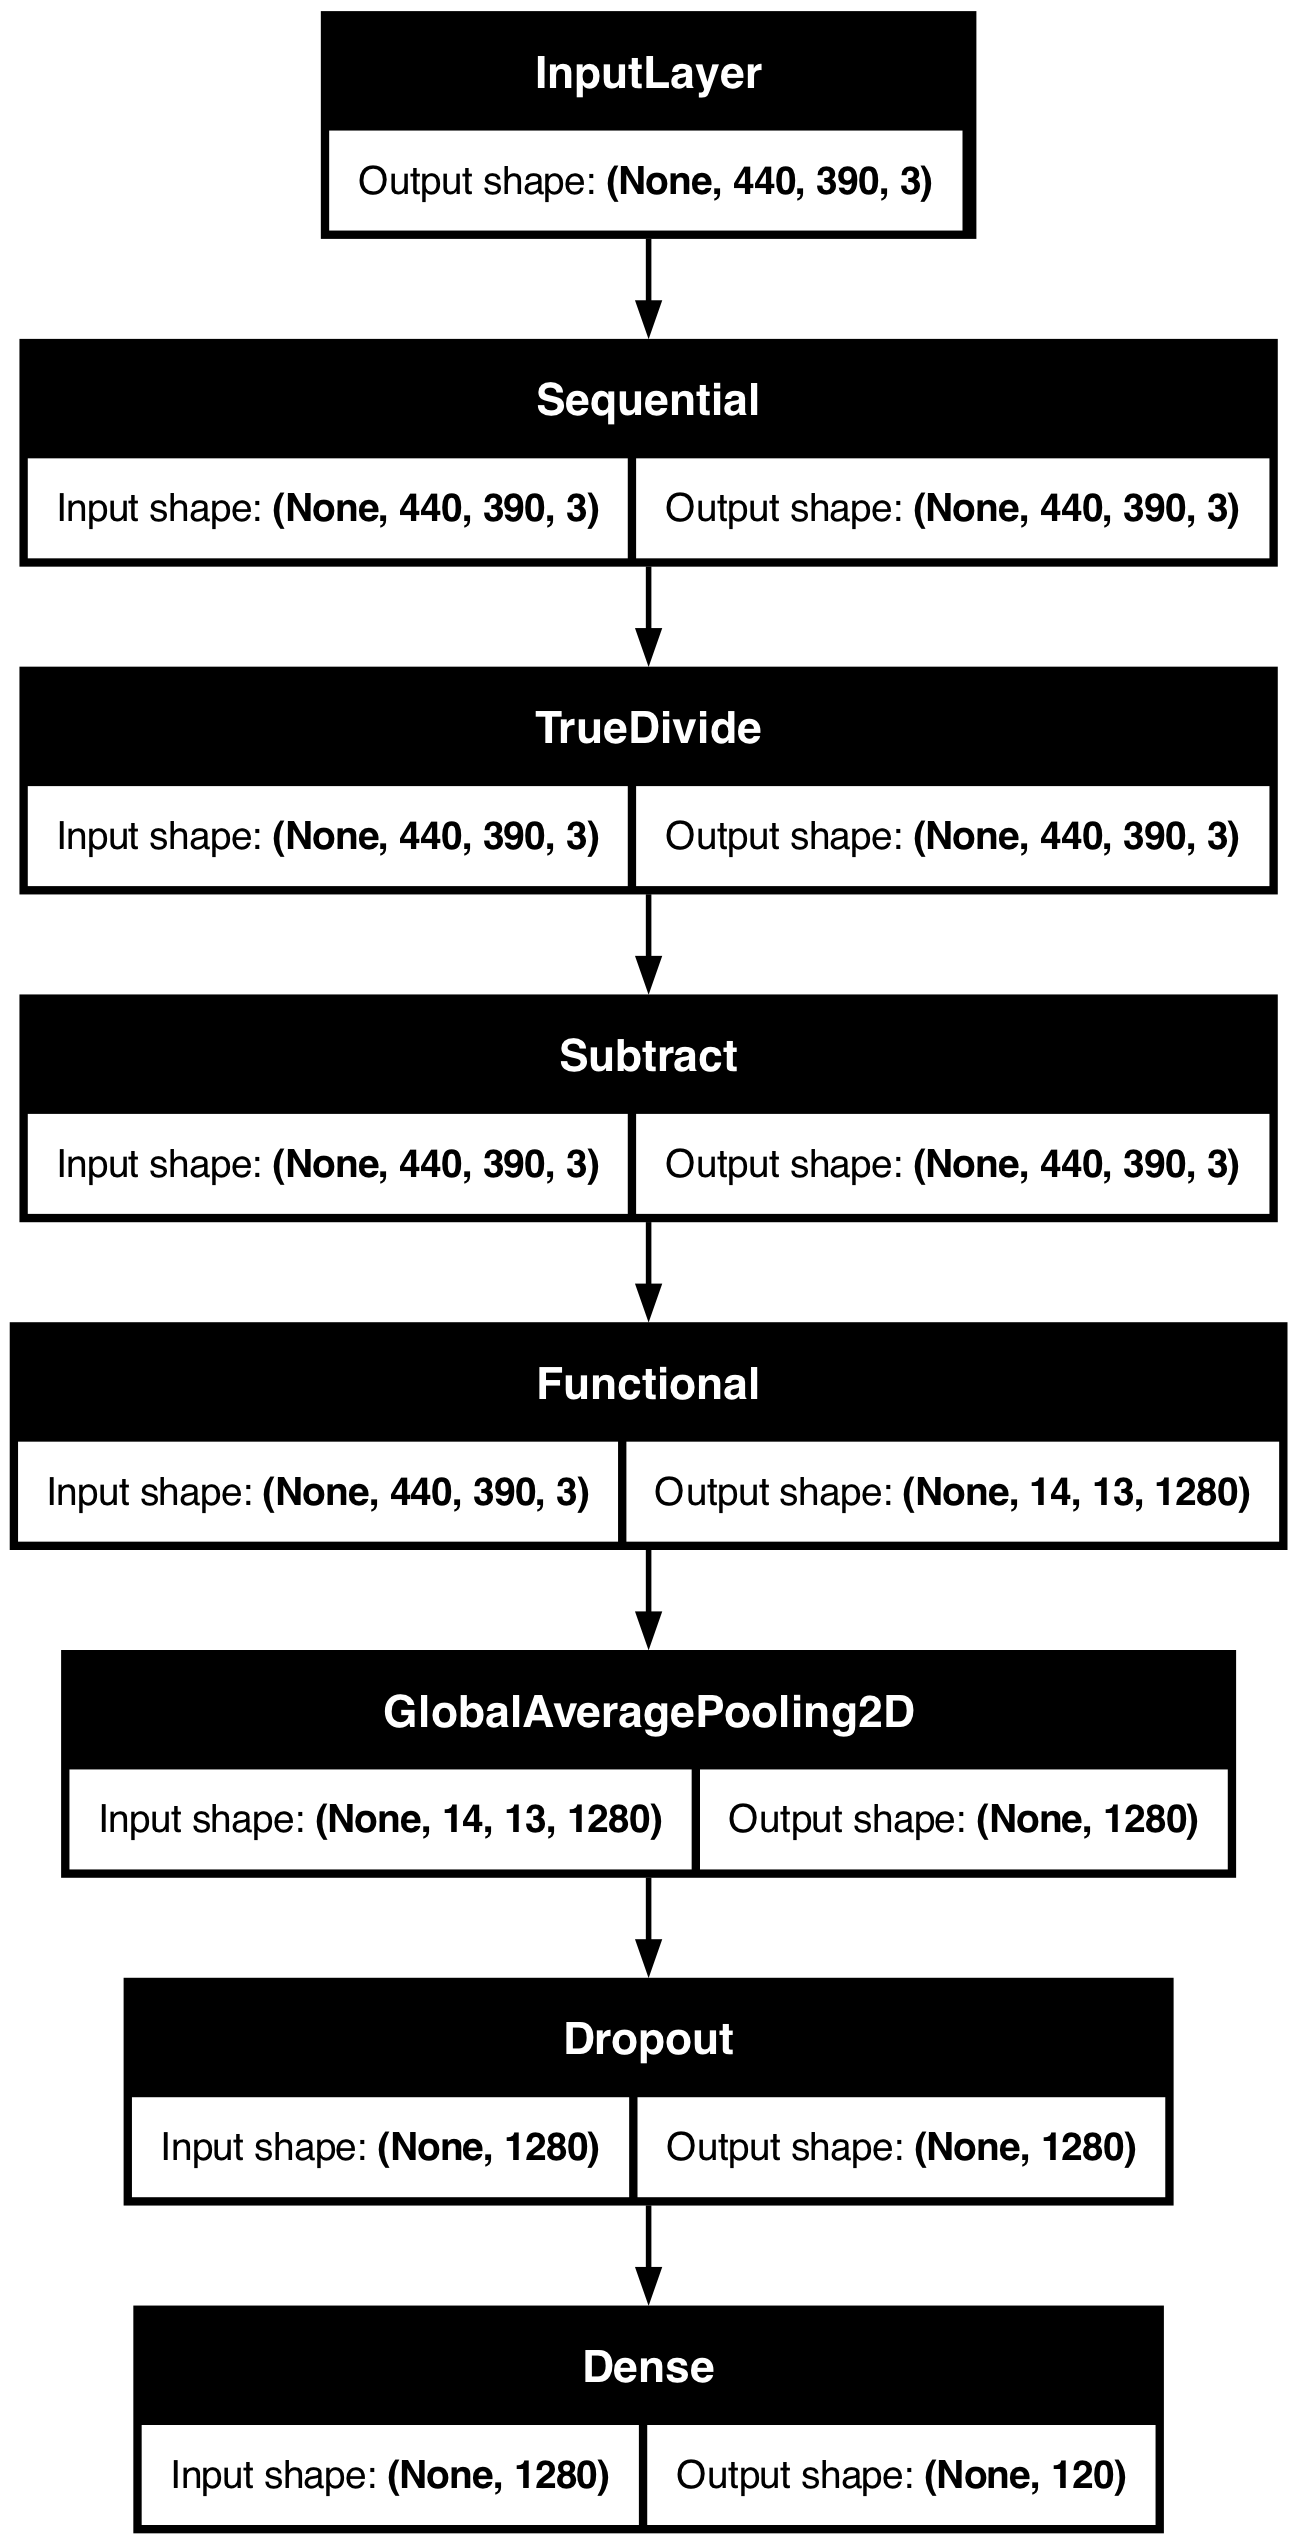 InputLayer
Output shape: (None, 440, 390, 3)
Sequential
Input shape: (None, 440, 390, 3) Output shape: (None, 440, 390, 3)
TrueDivide
Input shape: (None, 440, 390, 3) Output shape: (None, 440, 390, 3)
Subtract
Input shape: (None, 440, 390, 3) Output shape: (None, 440, 390, 3)
Functional
Input shape: (None, 440, 390, 3) Output shape: (None, 14, 13, 1280)
GlobalAveragePooling2D
Input shape: (None, 14, 13, 1280) Output shape: (None, 1280)
Dropout
Input shape: (None, 1280) Output shape: (None, 1280)
Dense
Input shape: (None, 1280) Output shape: (None, 120)